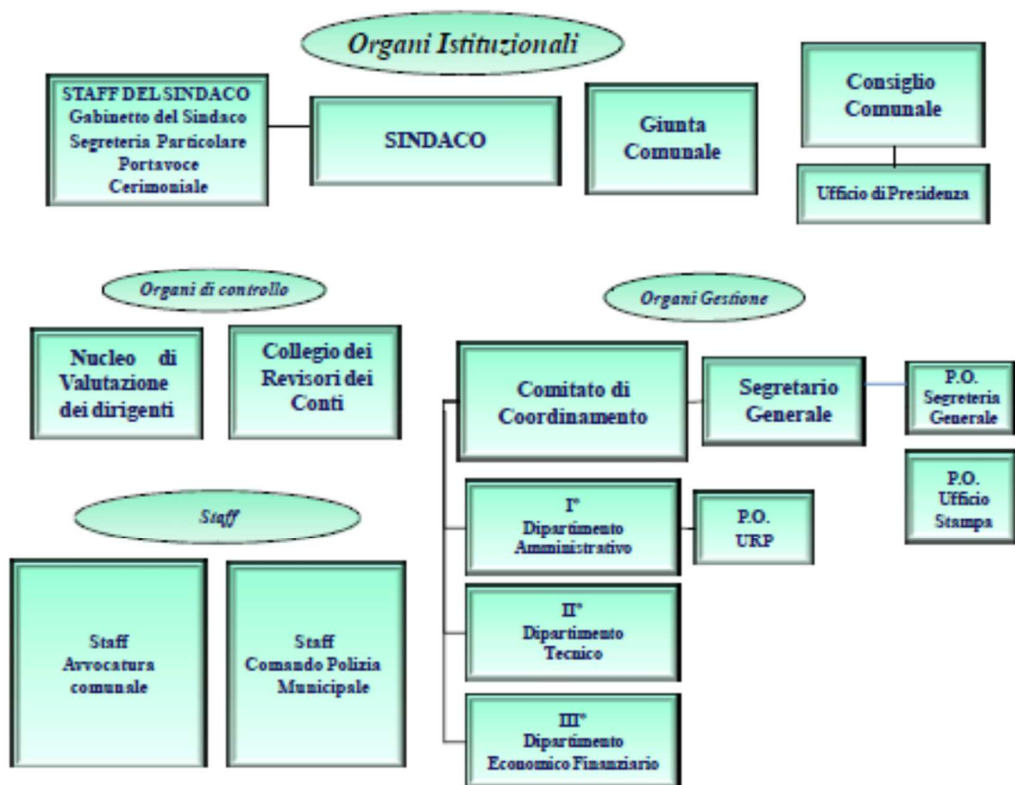 Organi Istituzionali
STAFF DEL SINDACO
Gabinetto del Sindaco
Segreteria Particolare
Portavoce
Cerimoniale
SINDACO
Giunta
Comunale
Consiglio
Comunale
Ufficio di Presidenza
Organi di controllo
Nucleo di
Valutazione
dei dirigenti
Collegio dei
Revisori dei
Conti
Organi Gestione
Comitato di
Coordinamento
Segretario
Generale
P.O.
Segreteria
Generale
P.O.
Ufficio
Stampa
I°
Dipartimento
Amministrativo
P.O.
URP
II°
Dipartimento
Tecnico
III°
Dipartimento
Economico Finanziario
Staff
Staff
Avvocatura
comunale
Staff
Comando Polizia
Municipale